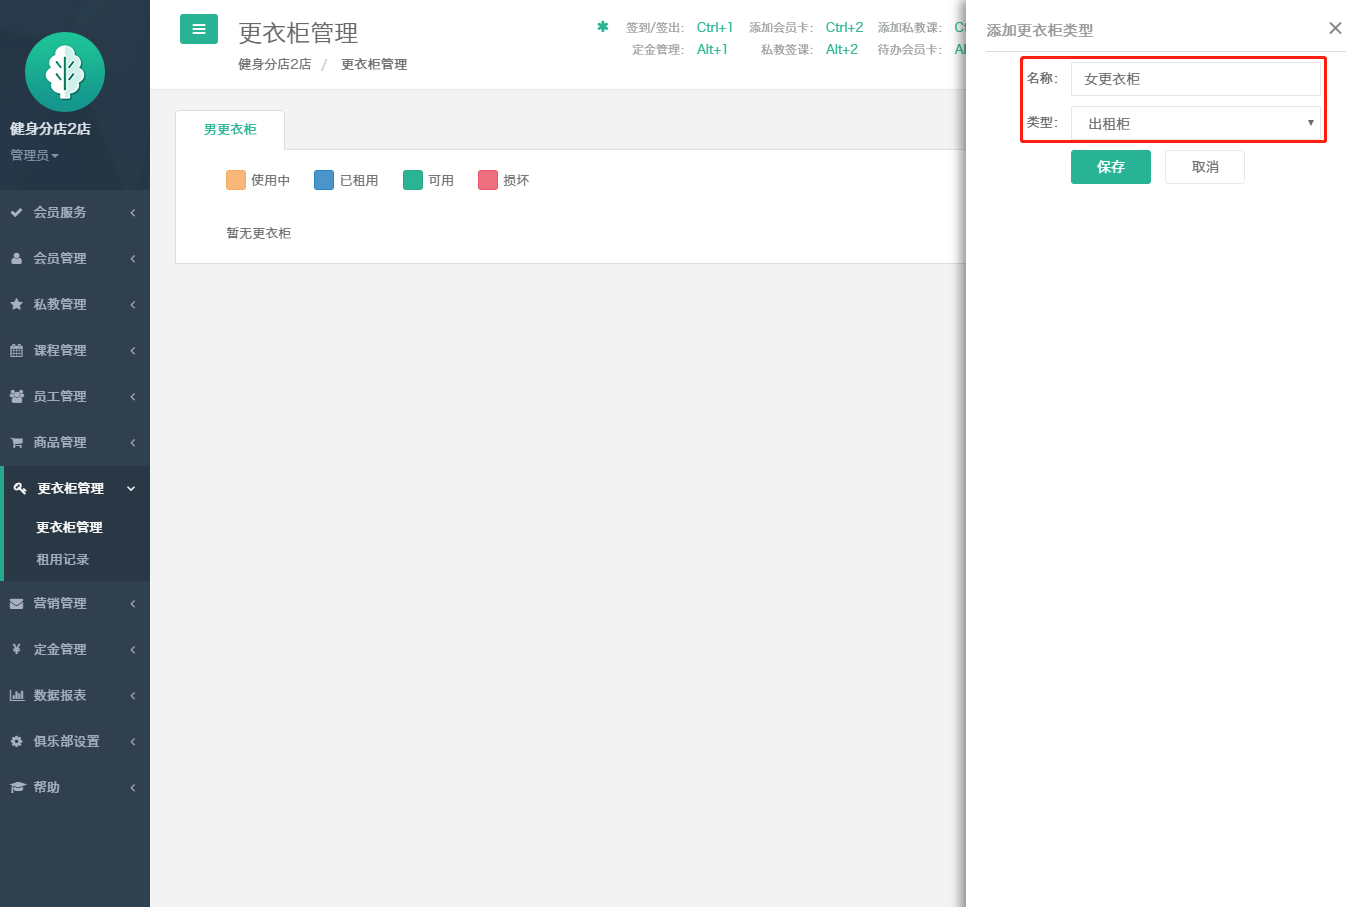 健身分店2店
管理员
会员服务
会员管理
私教管理
课程管理
员工管理
商品管理
更衣柜管理
更衣柜管理
租用记录
营销管理
定金管理
数据报表
俱乐部设置
帮助
更衣柜管理
健身分店2店 / 更衣柜管理
签到/签出: Ctrl+1 添加会员卡: Ctrl+2 添加私教课:
定金管理: Alt+1 私教签课: Alt+2 待办会员卡:
男更衣柜
使用中 已租用 可用 损坏
暂无更衣柜
添加更衣柜类型
名称: 女更衣柜
类型: 出租柜
保存 取消